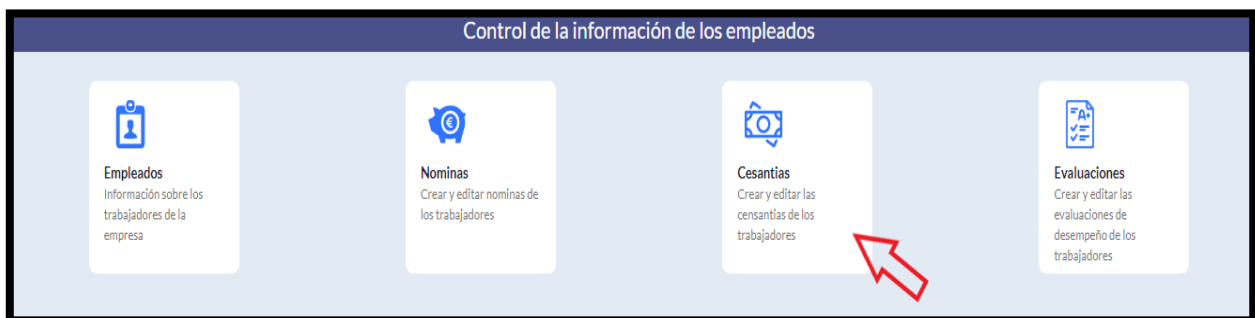 Control de la información de los empleados
Empleados
Información sobre los
trabajadores de la
empresa
Nominas
Crear y editar nominas de
los trabajadores
Cesantias
Crear y editar las
censantias de los
trabajadores
Evaluaciones
Crear y editar las
evaluaciones de
desempeño de los
trabajadores